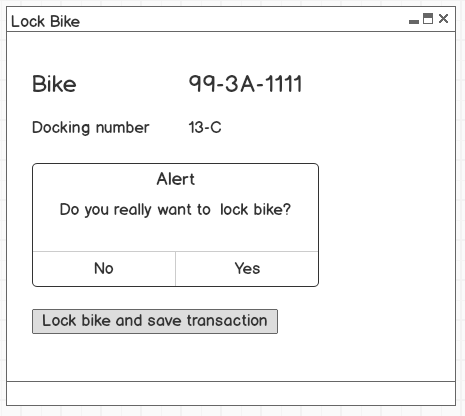 Lock Bike
Bike 99-3A-1111
Docking number 13-C
Alert
Do you really want to lock bike?
No Yes
Lock bike and save transaction